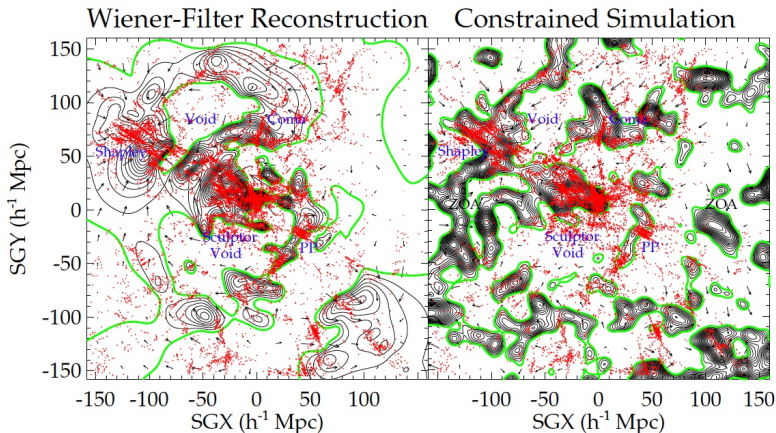 Wiener-Filter Reconstruction
Constrained Simulation
150
100
50
0
-50
-100
-150
SGY (h⁻¹ Mpc)
Void
Coma
Shapley
Sculptor
Void
PP
Void
Coma
Shapley
ZOA
ZOA
Sculptor
Void
PP
-150 -100 -50 0 50 100
-100 -50 0 50 100 150
SGX (h⁻¹ Mpc)
SGX (h⁻¹ Mpc)